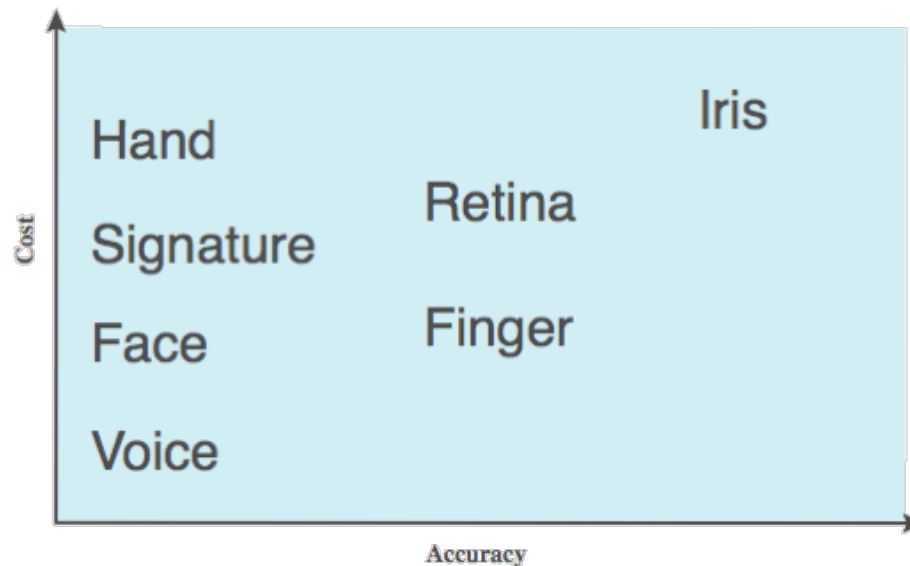 Iris
Hand
Retina
Signature
Cost
Finger
Face
Voice
Accuracy